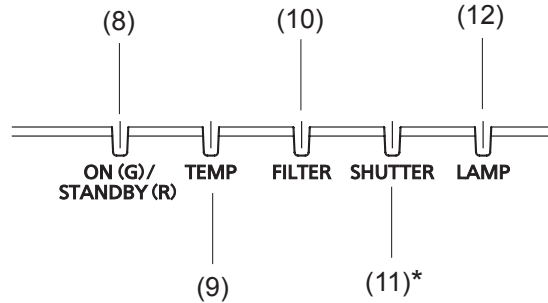 (8) (10) (12)
ON (G)/ TEMP FILTER SHUTTER LAMP
STANDBY (R)
(9) (11)*